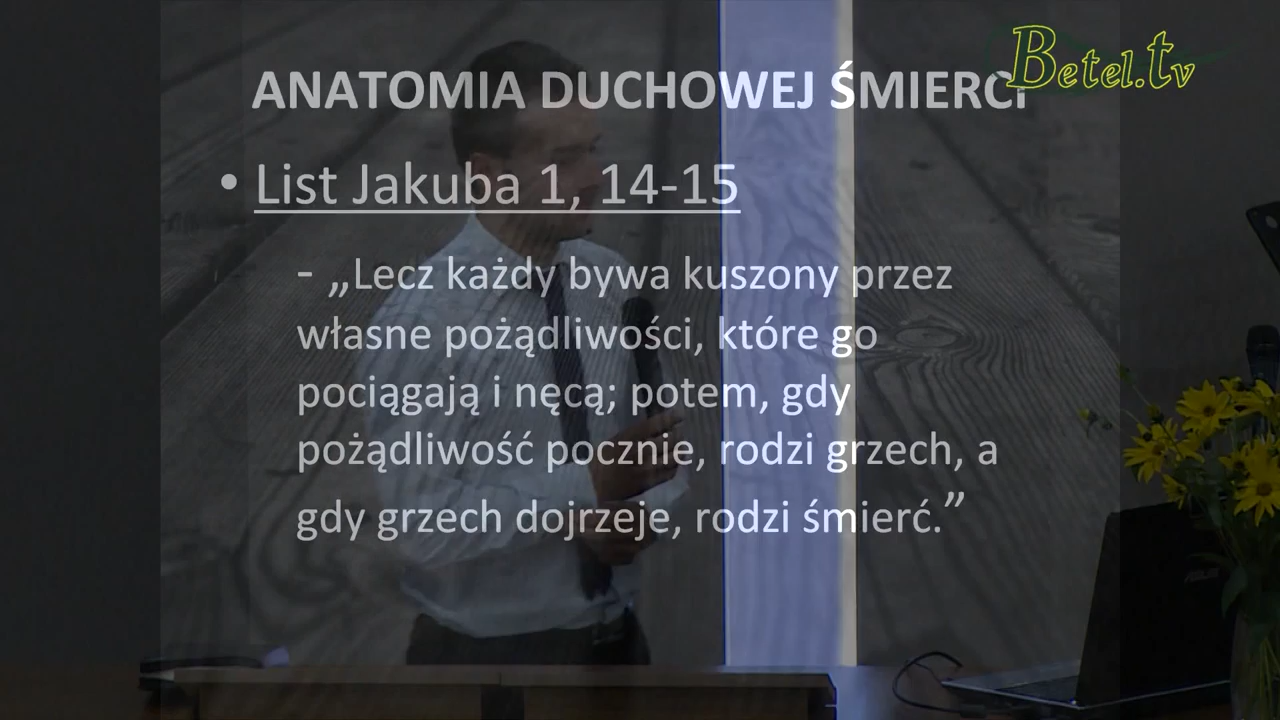 Betel.tv
ANATOMIA DUCHOWEJ ŚMIERCI
• List Jakuba 1, 14-15
- „Lecz każdy bywa kuszony przez
własne pożądliwości, które go
pociągają i nęcą; potem, gdy
pożądliwość pocznie, rodzi grzech, a
gdy grzech dojrzeje, rodzi śmierć.”